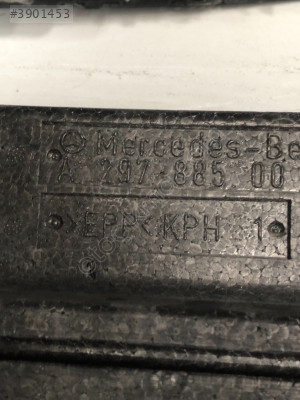 #3901453
Mercedes-Be
A 297 885 00
>EPP< KPH 1